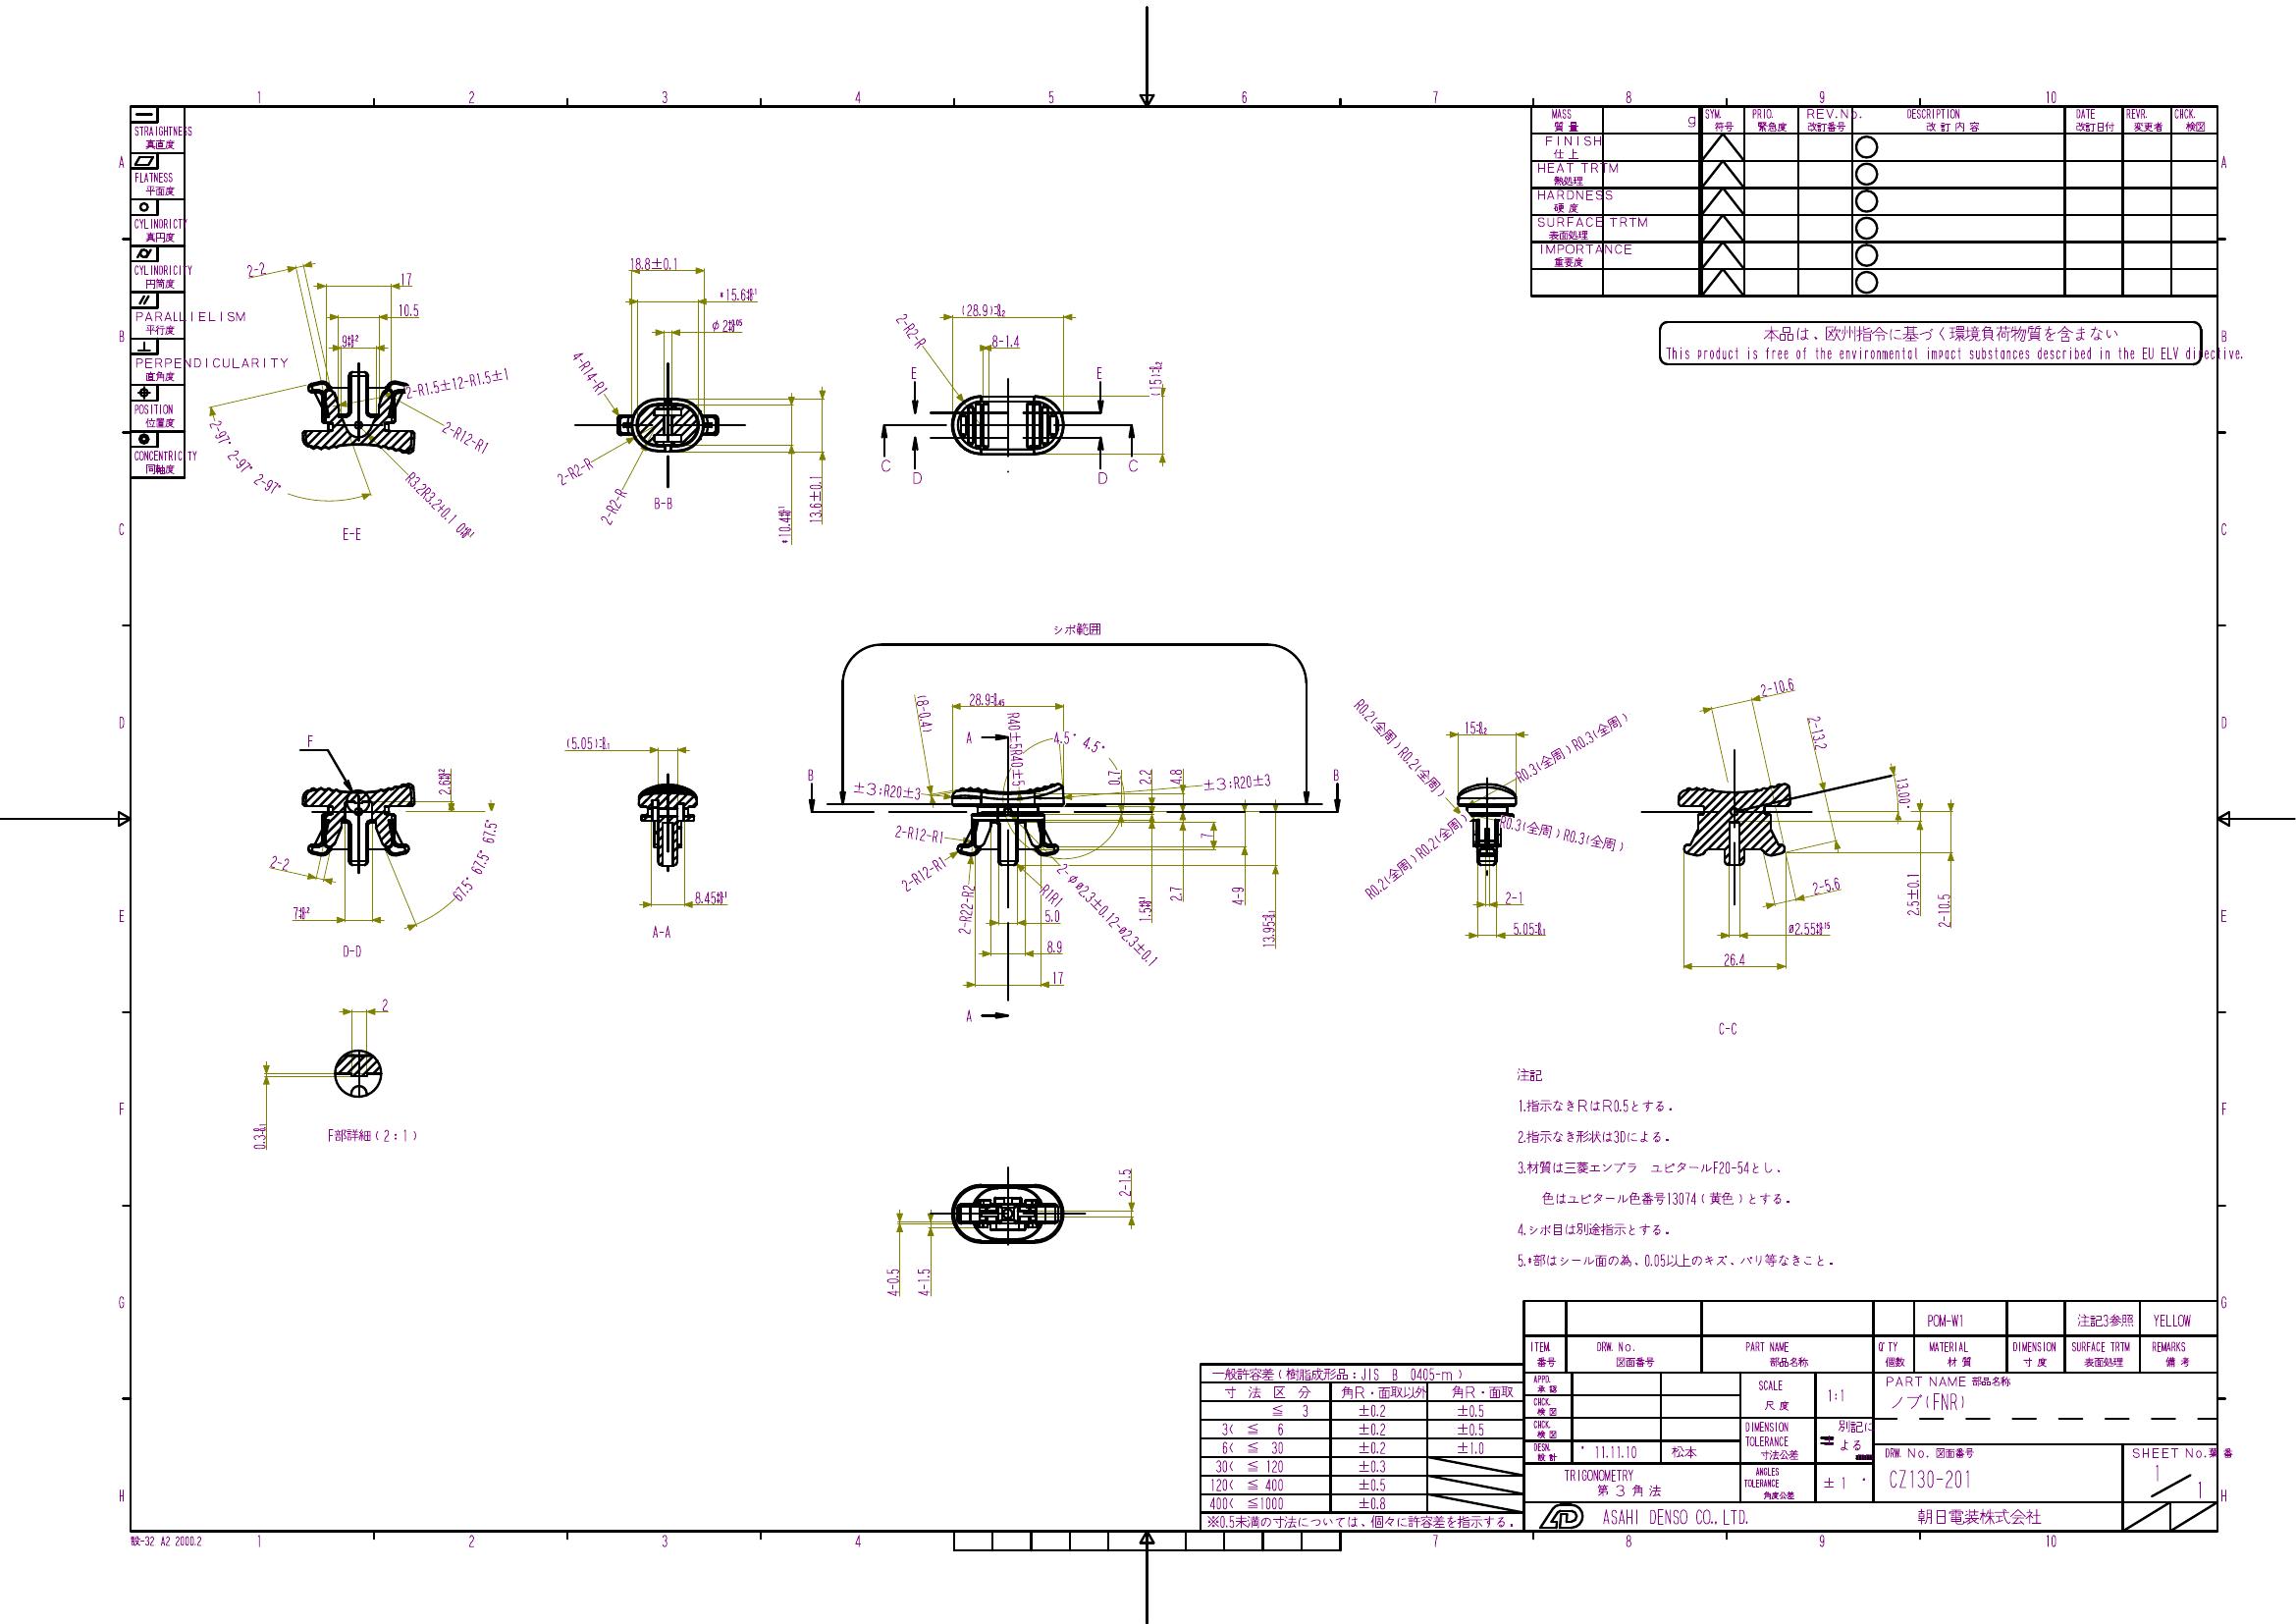 1 2 3 4 5 6 7 8 9 10
A B C D E F G H
STRAIGHTNESS
真直度
FLATNESS
平面度
CYLINDRICTY
真円度
CYLINDRICITY
円筒度
PARALLIELISM
平行度
PERPENDICULARITY
直角度
POSITION
位置度
CONCENTRICITY
同軸度
MASS
質量
g
SYM.
符号
PRIO.
緊急度
REV.No.
改訂番号
DESCRIPTION
改訂内容
DATE
改訂日付
REVR.
変更者
CHCK.
検図
FINISH
仕上
HEAT TRTM
熱処理
HARDNESS
硬度
SURFACE TRTM
表面処理
IMPORTANCE
重要度
本品は、欧州指令に基づく環境負荷物質を含まない
This product is free of the environmental impact substances described in the EU ELV directive.
2-2
17
10.5
2-R1.5±12-R1.5±1
2-R12-R1
2-97° 2-97° 2-97°
E-E
18.8±0.1
4-R14-R1
2-R2-R
2-R2-R
13.6±0.1
B-B
2-R2-R
8-1.4
E E
C D D C
シボ範囲
F
2-2
67.5° 67.5° 67.5°
D-D
A-A
(8-0.4)
R40±5R40±5
A
4.5° 4.5°
B B
±3:R20±3
±3:R20±3
0.7
2.2
4.8
2-R12-R1
2-R12-R1
2-R22-R2
R1R1
2-φø2.3±0.12-ø2.3±0.1
7
2.7
4-9
5.0
8.9
17
A
R0.2(全周)R0.2(全周)
R0.3(全周)R0.3(全周)
R0.2(全周)R0.2(全周)
R0.3(全周)R0.3(全周)
2-1
2-10.6
2-13.2
13.00°
2-5.6
2.5±0.1
2-10.5
26.4
C-C
2
F部詳細(2:1)
2-1.5
4-0.5
4-1.5
注記
1.指示なきRはR0.5とする.
2.指示なき形状は3Dによる.
3.材質は三菱エンプラ ユピタールF20-54とし.
色はユピタール色番号13074(黄色)とする.
4.シボ目は別途指示とする.
5.*部はシール面の為、0.05以上のキズ、バリ等なきこと.
一般許容差(樹脂成形品:JIS B 0405-m)
寸法区分 角R・面取以外 角R・面取
≦ 3 ±0.2 ±0.5
3< ≦ 6 ±0.2 ±0.5
6< ≦ 30 ±0.2 ±1.0
30< ≦ 120 ±0.3
120< ≦ 400 ±0.5
400< ≦1000 ±0.8
※0.5未満の寸法については、個々に許容差を指示する.
POM-W1 注記3参照 YELLOW
ITEM DRW. No. PART NAME Q'TY MATERIAL DIMENSION SURFACE TRTM REMARKS
番号 図面番号 部品名称 個数 材質 寸度 表面処理 備考
APPD.
承認
CHCK.
検図
CHCK.
検図
DESN.
設計
' 11.11.10 松本
SCALE
尺度
1:1
DIMENSION
TOLERANCE
寸法公差
別記に
よる
ANGLES
TOLERANCE
角度公差
±1°
TRIGONOMETRY
第3角法
PART NAME 部品名称
ノブ(FNR)
DRW. No. 図面番号
CZ130-201
SHEET No.葉番
1
1
ASAHI DENSO CO., LTD. 朝日電装株式会社
設-32 A2 2000.2
1 2 3 4 7 8 9 10